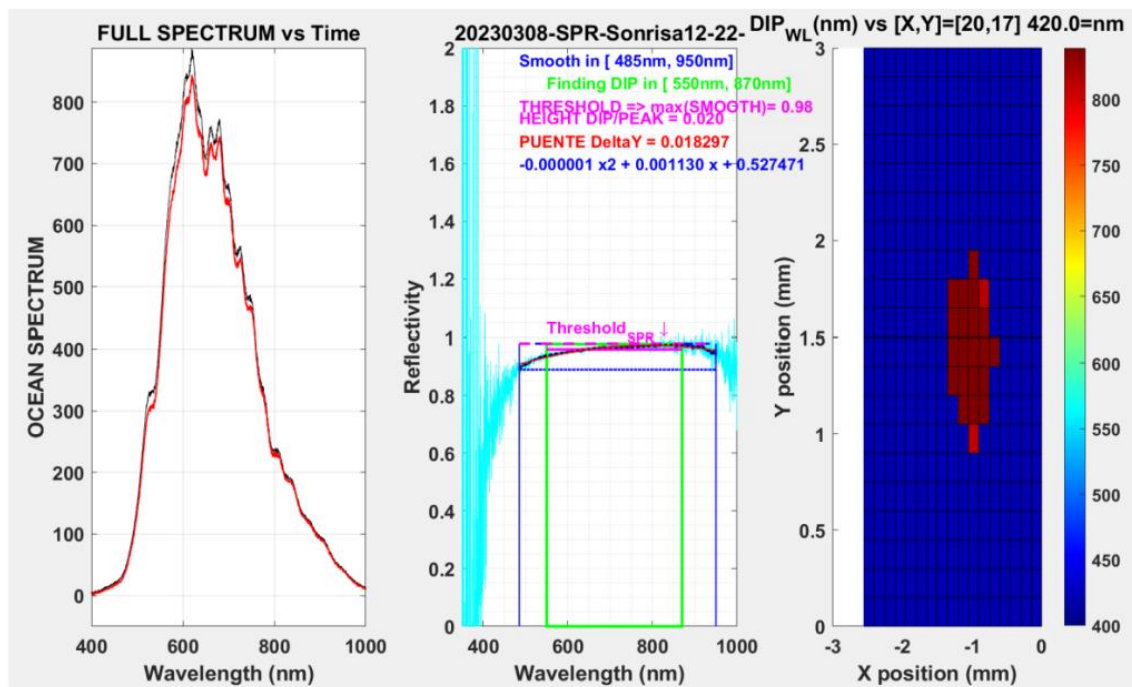 FULL SPECTRUM vs Time
OCEAN SPECTRUM
800
700
600
500
400
300
200
100
0
400 600 800 1000
Wavelength (nm)
20230308-SPR-Sonrisa12-22-
Smooth in [ 485nm, 950nm]
Finding DIP in [ 550nm, 870nm]
THRESHOLD => max(SMOOTH)= 0.98
HEIGHT DIP/PEAK = 0.020
PUENTE DeltaY = 0.018297
-0.000001 x2 + 0.001130 x + 0.527471
Threshold SPR ↓
Reflectivity
2
1.8
1.6
1.4
1.2
1
0.8
0.6
0.4
0.2
0
400 600 800 1000
Wavelength (nm)
DIP WL (nm) vs [X,Y]=[20,17] 420.0=nm
Y position (mm)
3
2.5
2
1.5
1
0.5
0
-3 -2 -1 0
X position (mm)
800
750
700
650
600
550
500
450
400